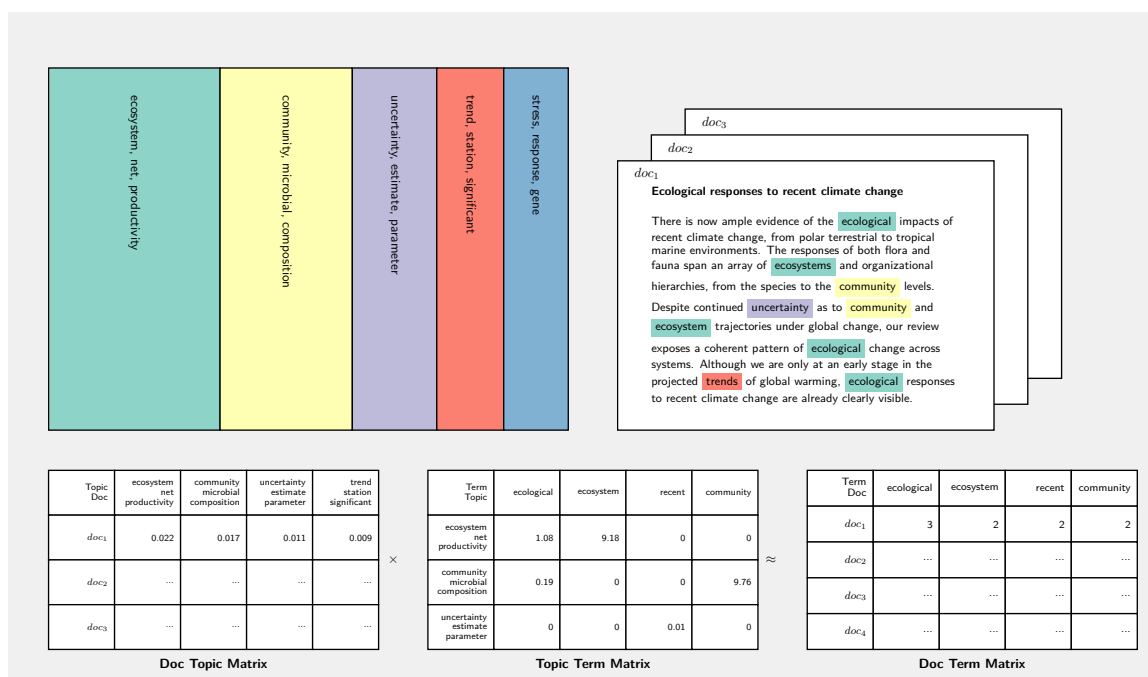 ecosystem, net, productivity
community, microbial, composition
uncertainty, estimate, parameter
trend, station, significant
stress, response, gene
doc3
doc2
doc1
Ecological responses to recent climate change
There is now ample evidence of the ecological impacts of
recent climate change, from polar terrestrial to tropical
marine environments. The responses of both flora and
fauna span an array of ecosystems and organizational
hierarchies, from the species to the community levels.
Despite continued uncertainty as to community and
ecosystem trajectories under global change, our review
exposes a coherent pattern of ecological change across
systems. Although we are only at an early stage in the
projected trends of global warming, ecological responses
to recent climate change are already clearly visible.
Topic
Doc
ecosystem
net
productivity
community
microbial
composition
uncertainty
estimate
parameter
trend
station
significant
doc1 0.022 0.017 0.011 0.009
doc2 ... ... ... ...
doc3 ... ... ... ...
Doc Topic Matrix
×
Term
Topic
ecological ecosystem recent community
ecosystem
net
productivity
1.08 9.18 0 0
community
microbial
composition
0.19 0 0 9.76
uncertainty
estimate
parameter
0 0 0.01 0
Topic Term Matrix
≈
Term
Doc
ecological ecosystem recent community
doc1 3 2 2 2
doc2 ... ... ... ...
doc3 ... ... ... ...
doc4 ... ... ... ...
Doc Term Matrix